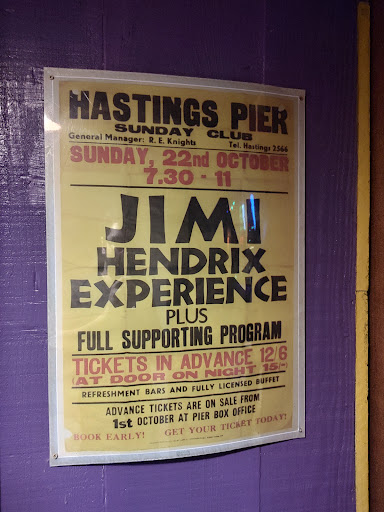 HASTINGS PIER
SUNDAY CLUB
General Manager: R. E. Knights Tel. Hastings 2566
SUNDAY, 22nd OCTOBER
7.30 - 11
JIMI
HENDRIX
EXPERIENCE
PLUS
FULL SUPPORTING PROGRAM
TICKETS IN ADVANCE 12/6
(AT DOOR ON NIGHT 15/-)
REFRESHMENT BARS AND FULLY LICENSED BUFFET
ADVANCE TICKETS ARE ON SALE FROM
1st OCTOBER AT PIER BOX OFFICE
BOOK EARLY! GET YOUR TICKET TODAY!